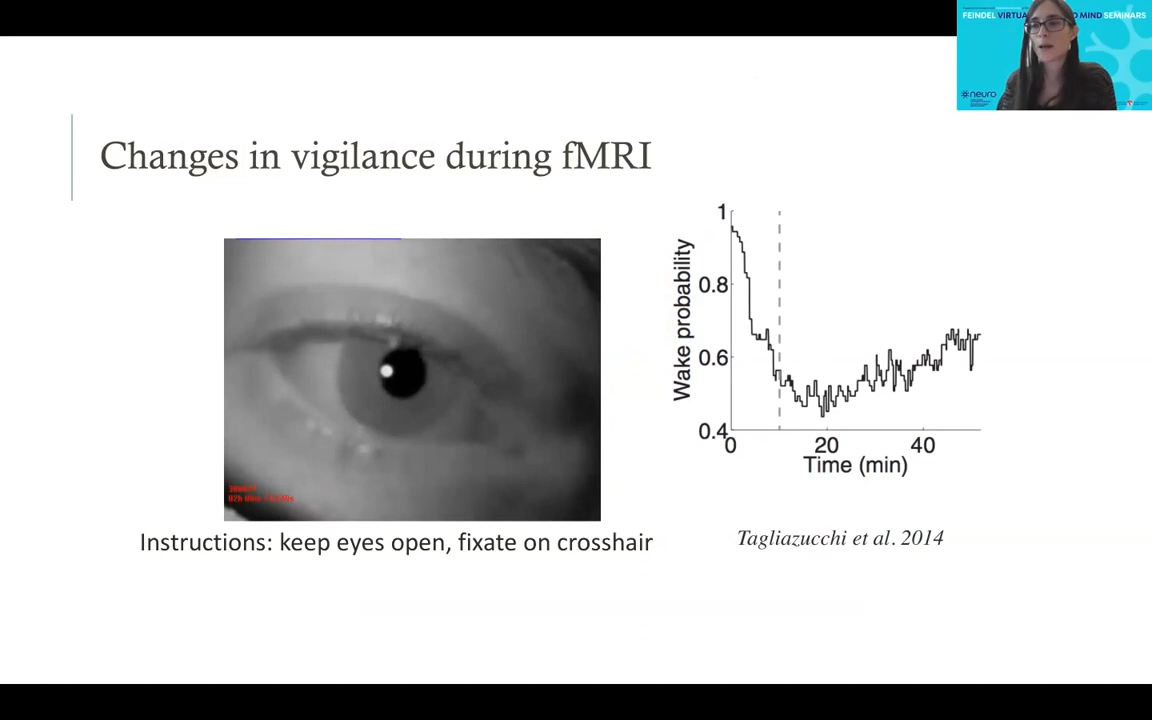 FEINDEL VIRTUA D MIND SEMINARS
neuro
Changes in vigilance during fMRI
1
0.8
0.6
0.4
Wake probability
0
20
40
Time (min)
Instructions: keep eyes open, fixate on crosshair
Tagliazucchi et al. 2014